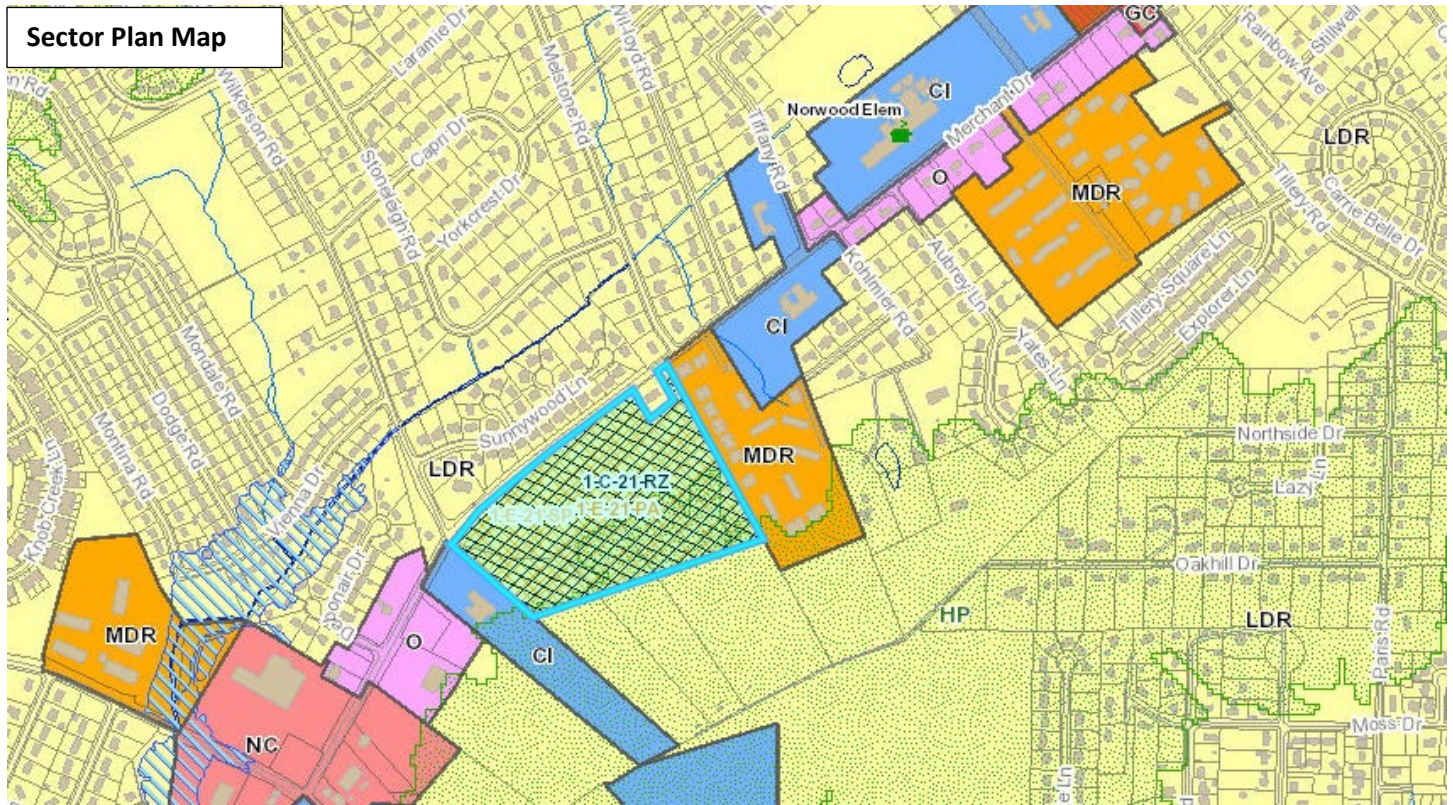 Sector Plan Map
Laramie Dr
Wilkerson Rd
Capri Dr
Stoneleigh Rd
Yorkcrest Dr
Melstone Rd
Tiffany Rd
Norwood Elem
CI
Merchant Dr
GC
Rainbow Ave
Stillwell
LDR
Carrie Belle Dr
Tillery Rd
MDR
O
Aubrey Ln
Kohlmier Rd
Tillery Square Ln
Explorer Ln
Yates Ln
CI
Mondale Rd
Dodge Rd
Montina Rd
Knob Creek Ln
Vienna Dr
Sunnywood Ln
LDR
MDR
1-C-21-RZ
1-E-21-SP
1-E-21-PA
Northside Dr
Lazy Ln
Oakhill Dr
HP
LDR
Paris Rd
Moss Dr
Debonair Dr
MDR
O
CI
NC